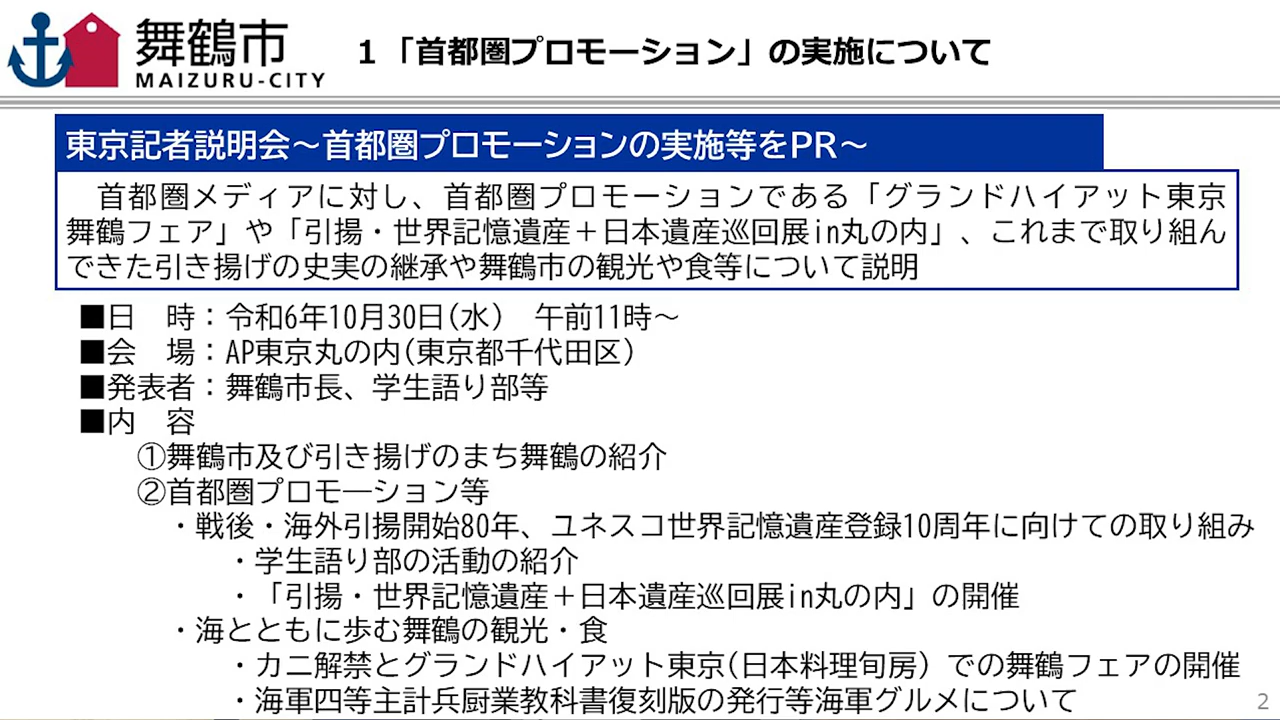 舞鶴市
MAIZURU-CITY
1「首都圏プロモーション」の実施について
東京記者説明会～首都圏プロモーションの実施等をPR～
首都圏メディアに対し、首都圏プロモーションである「グランドハイアット東京
舞鶴フェア」や「引揚・世界記憶遺産＋日本遺産巡回展in丸の内」、これまで取り組ん
できた引き揚げの史実の継承や舞鶴市の観光や食等について説明
■日　時：令和6年10月30日(水)　午前11時～
■会　場：AP東京丸の内(東京都千代田区)
■発表者：舞鶴市長、学生語り部等
■内　容
①舞鶴市及び引き揚げのまち舞鶴の紹介
②首都圏プロモ―ション等
・戦後・海外引揚開始80年、ユネスコ世界記憶遺産登録10周年に向けての取り組み
・学生語り部の活動の紹介
・「引揚・世界記憶遺産＋日本遺産巡回展in丸の内」の開催
・海とともに歩む舞鶴の観光・食
・カニ解禁とグランドハイアット東京(日本料理旬房)での舞鶴フェアの開催
・海軍四等主計兵厨業教科書復刻版の発行等海軍グルメについて
2